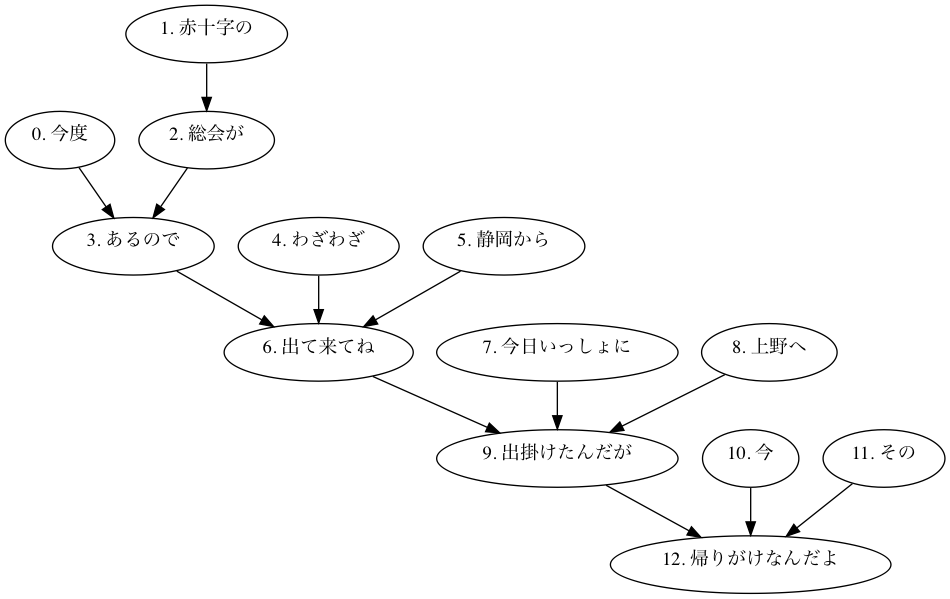 1. 赤十字の
0. 今度
2. 総会が
3. あるので
4. わざわざ
5. 静岡から
6. 出て来てね
7. 今日いっしょに
8. 上野へ
9. 出掛けたんだが
10. 今
11. その
12. 帰りがけなんだよ